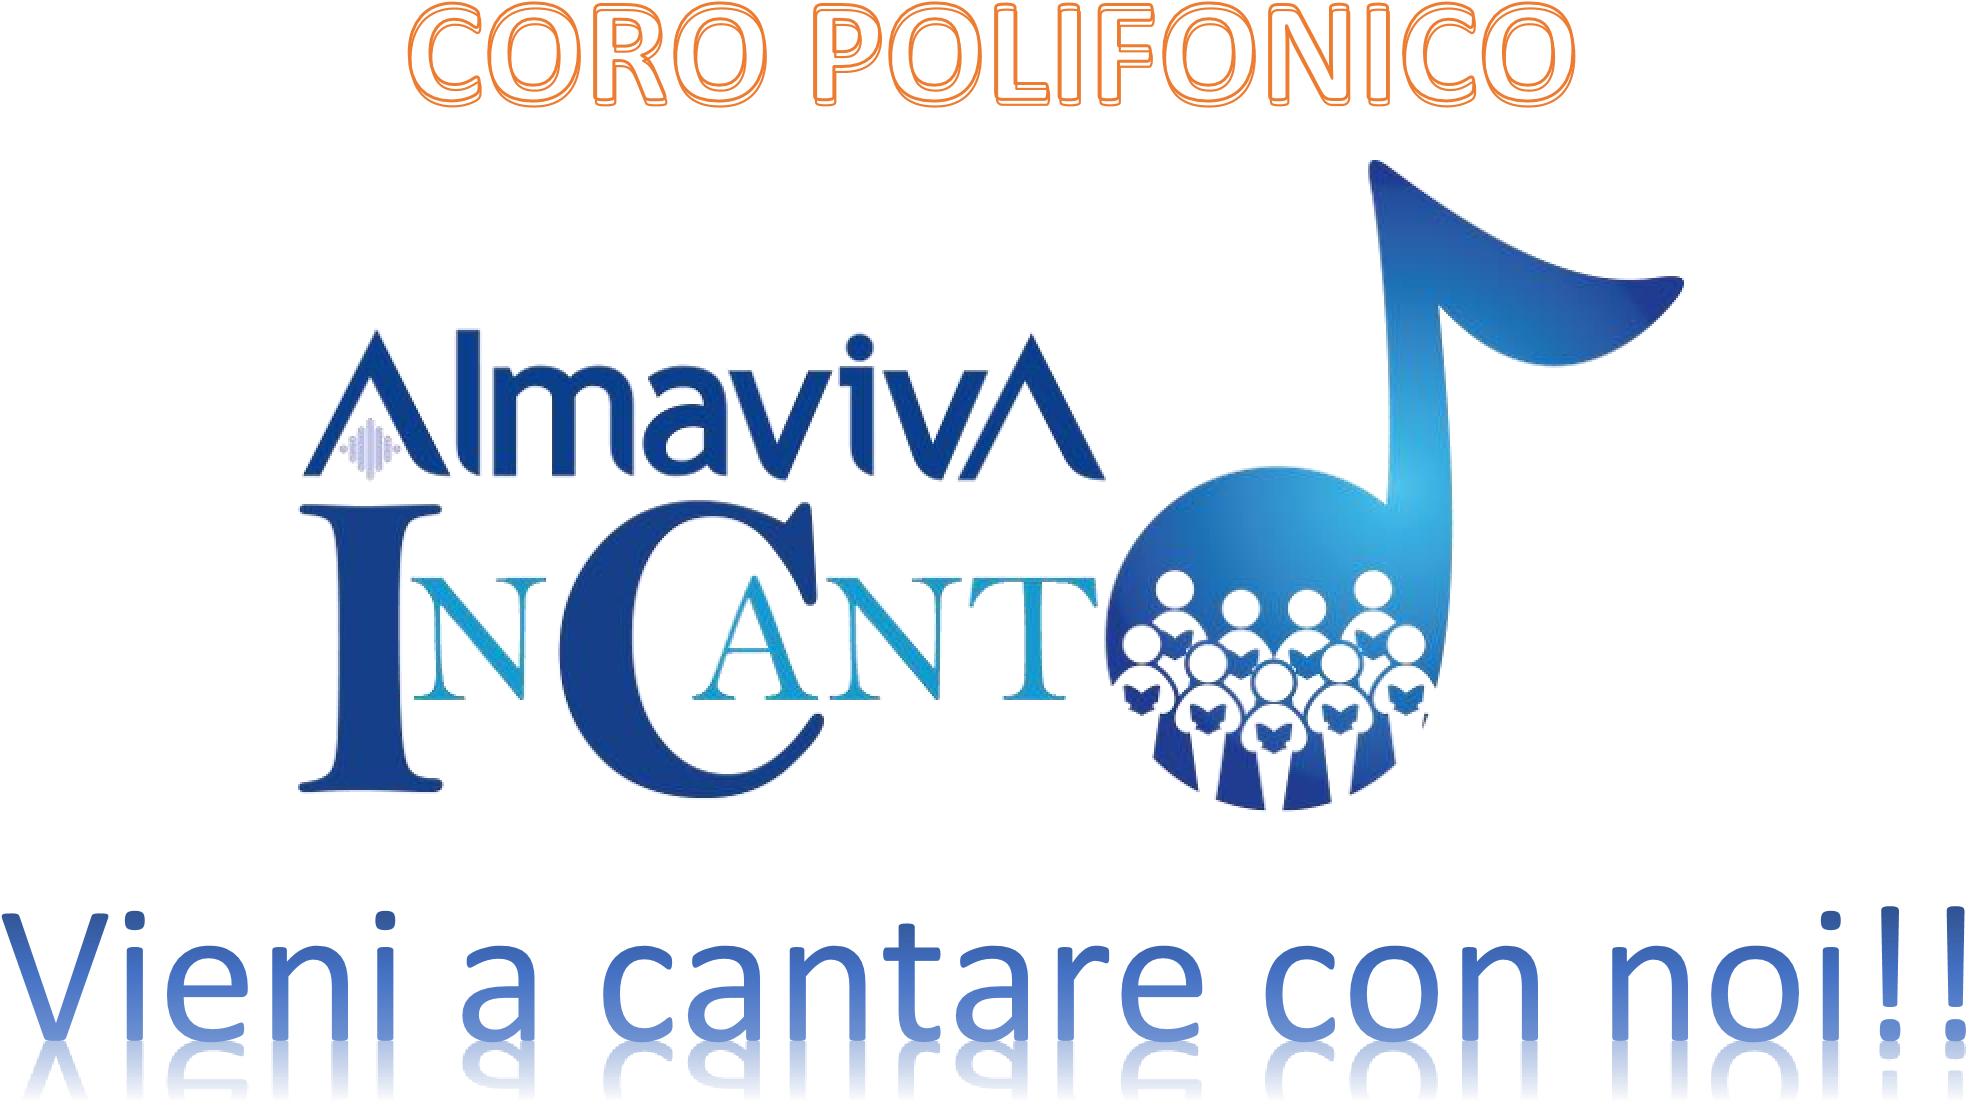 CORO POLIFONICO
AlmavivA
INCANTO
Vieni a cantare con noi!!